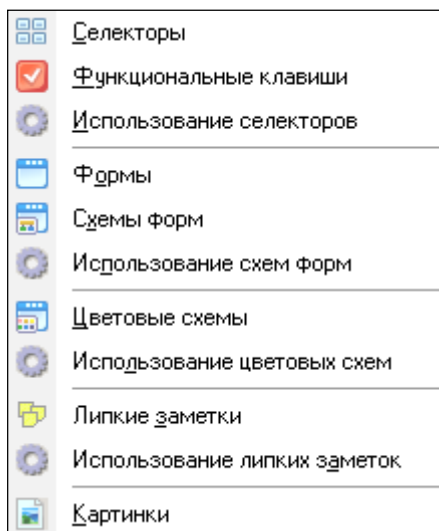 Селекторы
Функциональные клавиши
Использование селекторов
Формы
Схемы форм
Использование схем форм
Цветовые схемы
Использование цветовых схем
Липкие заметки
Использование липких заметок
Картинки